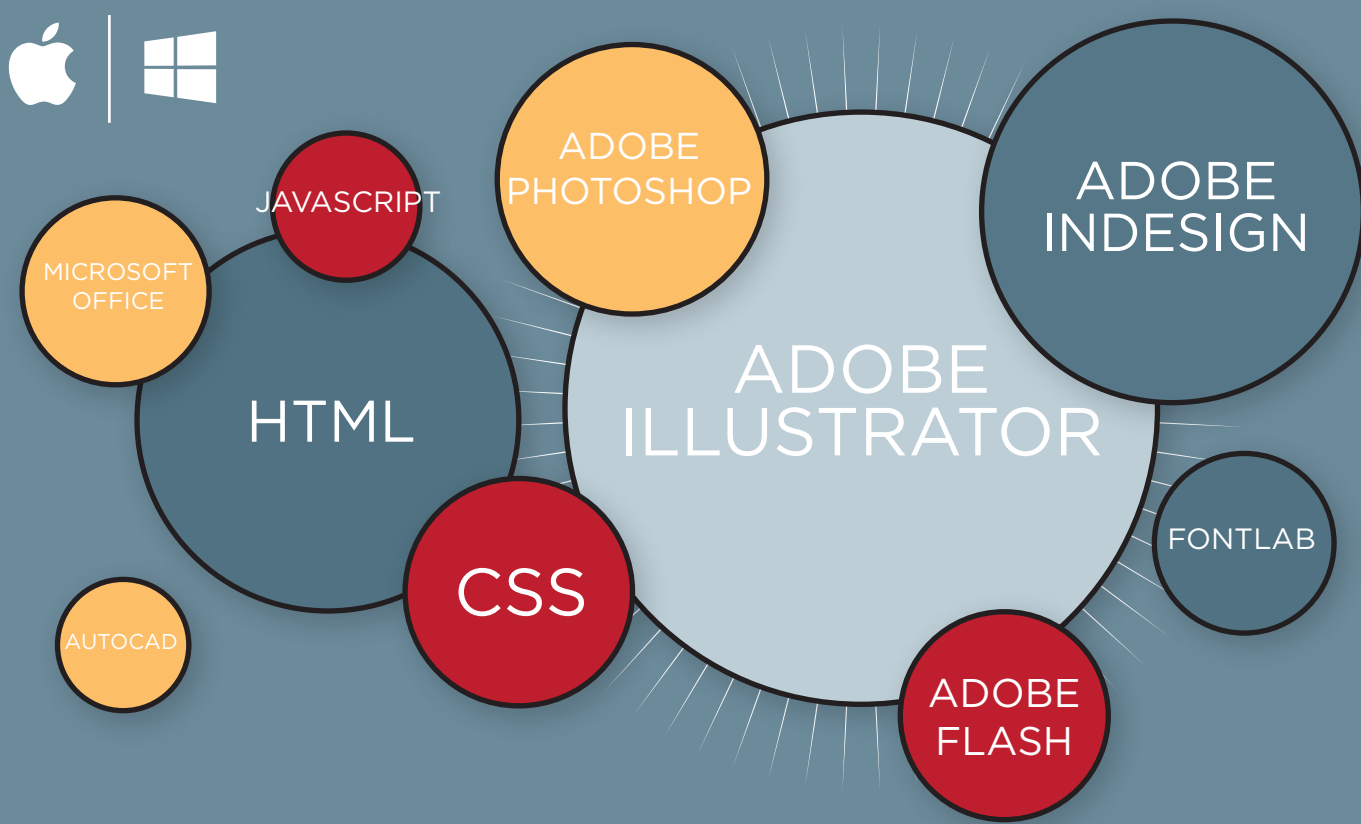 JAVASCRIPT
MICROSOFT
OFFICE
HTML
CSS
AUTOCAD
ADOBE
PHOTOSHOP
ADOBE
ILLUSTRATOR
ADOBE
INDESIGN
FONTLAB
ADOBE
FLASH